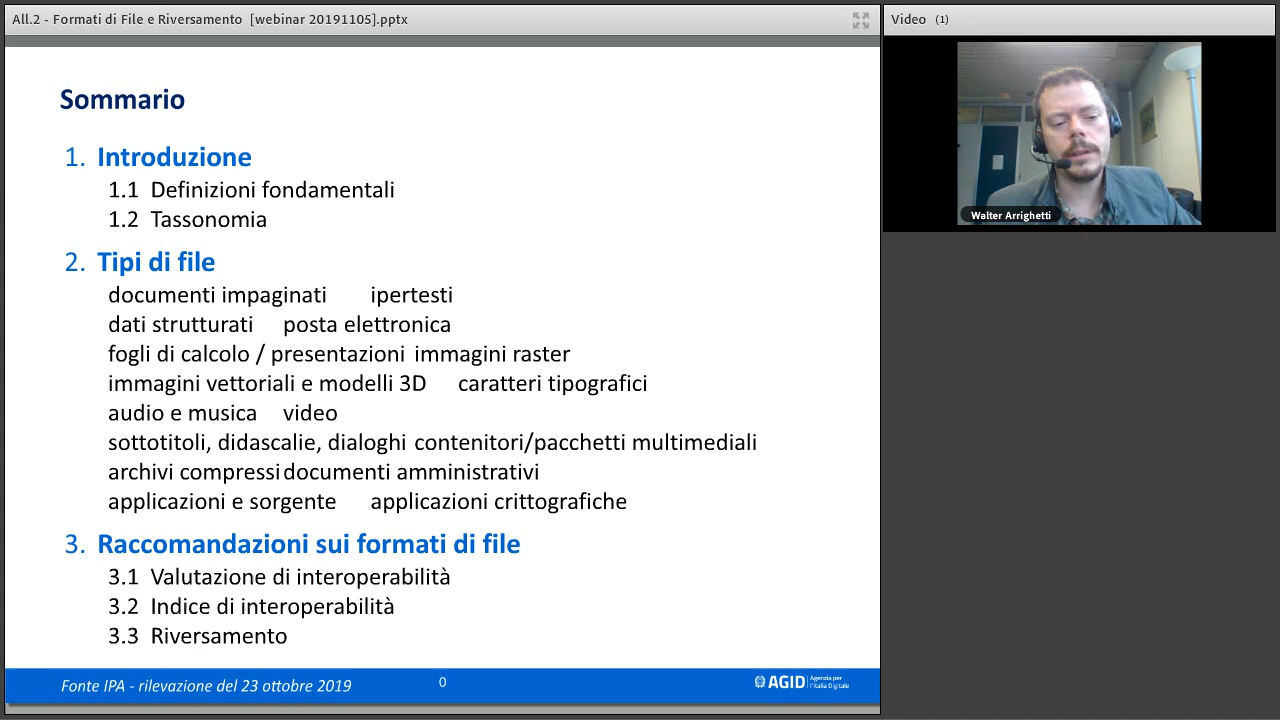 All.2 - Formati di File e Riversamento [webinar 20191105].pptx
Video (1)
Walter Arrighetti
Sommario
1. Introduzione
1.1 Definizioni fondamentali
1.2 Tassonomia
2. Tipi di file
documenti impaginati ipertesti
dati strutturati posta elettronica
fogli di calcolo / presentazioni immagini raster
immagini vettoriali e modelli 3D caratteri tipografici
audio e musica video
sottotitoli, didascalie, dialoghi contenitori/pacchetti multimediali
archivi compressi documenti amministrativi
applicazioni e sorgente applicazioni crittografiche
3. Raccomandazioni sui formati di file
3.1 Valutazione di interoperabilità
3.2 Indice di interoperabilità
3.3 Riversamento
Fonte IPA - rilevazione del 23 ottobre 2019
0
AGID Agenzia per
l'Italia Digitale